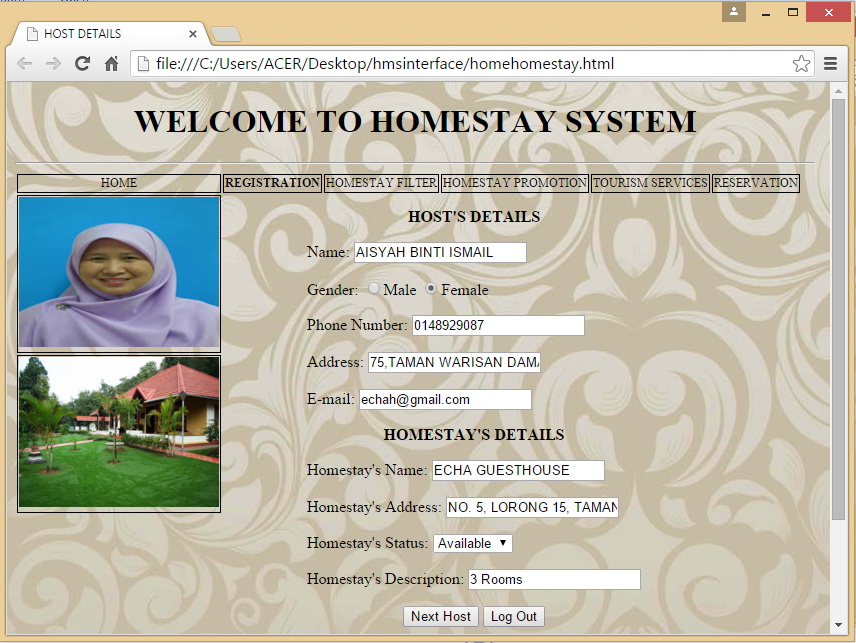 HOST DETAILS
file:///C:/Users/ACER/Desktop/hmsinterface/homehomestay.html
WELCOME TO HOMESTAY SYSTEM
HOME REGISTRATION HOMESTAY FILTER HOMESTAY PROMOTION TOURISM SERVICES RESERVATION
HOST'S DETAILS
Name: AISYAH BINTI ISMAIL
Gender: Male Female
Phone Number: 0148929087
Address: 75,TAMAN WARISAN DAMA
E-mail: echah@gmail.com
HOMESTAY'S DETAILS
Homestay's Name: ECHA GUESTHOUSE
Homestay's Address: NO. 5, LORONG 15, TAMAN
Homestay's Status: Available
Homestay's Description: 3 Rooms
Next Host Log Out